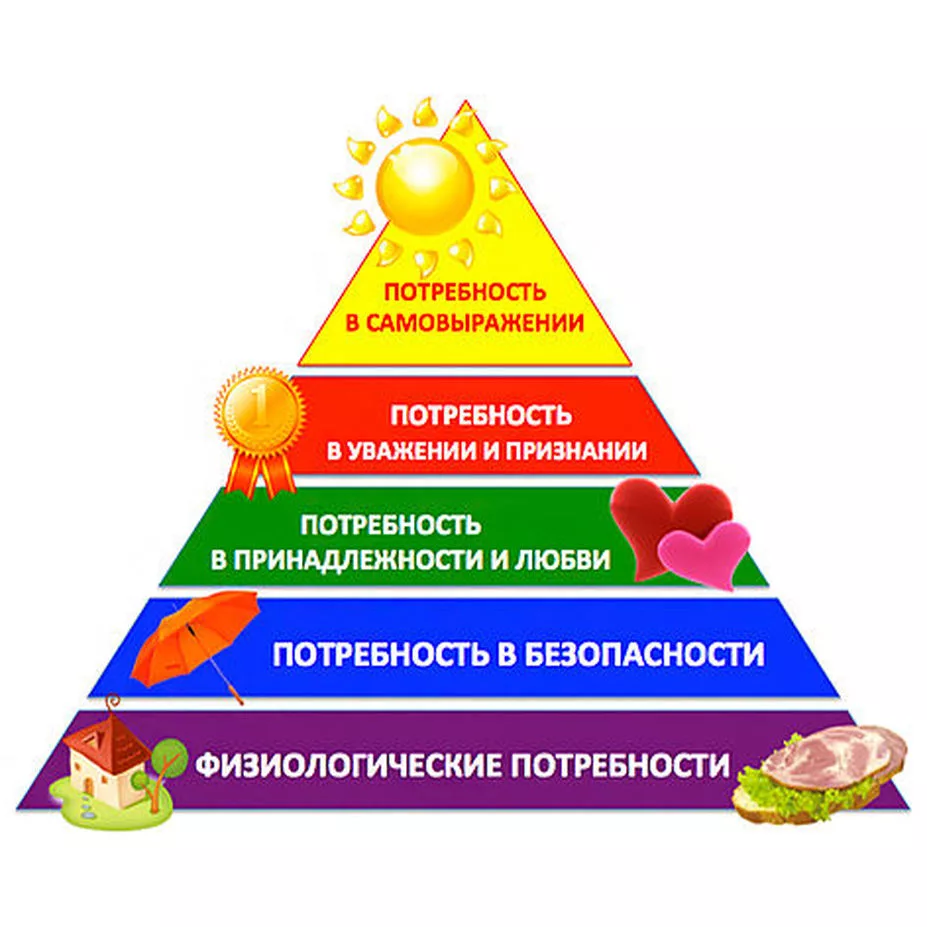 ПОТРЕБНОСТЬ
В САМОВЫРАЖЕНИИ
1
ПОТРЕБНОСТЬ
В УВАЖЕНИИ И ПРИЗНАНИИ
ПОТРЕБНОСТЬ
В ПРИНАДЛЕЖНОСТИ И ЛЮБВИ
ПОТРЕБНОСТЬ В БЕЗОПАСНОСТИ
ФИЗИОЛОГИЧЕСКИЕ ПОТРЕБНОСТИ